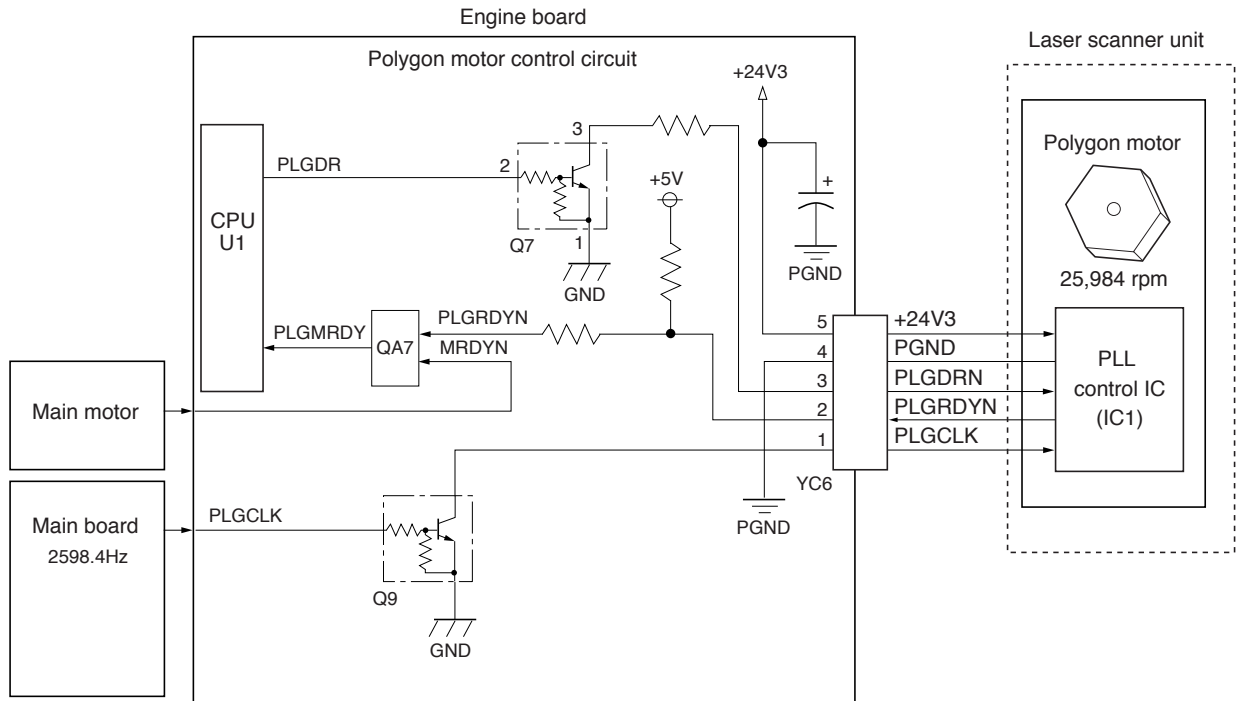 Engine board
Polygon motor control circuit
Laser scanner unit
+24V3
3
PLGDR
2
+5V
+
Polygon motor
CPU
U1
Q7
1
GND
PGND
25,984 rpm
PLGMRDY
QA7
PLGRDYN
MRDYN
5
4
3
2
1
+24V3
PGND
PLGDRN
PLGRDYN
PLGCLK
PLL
control IC
(IC1)
Main motor
YC6
PGND
Main board
2598.4Hz
PLGCLK
Q9
GND